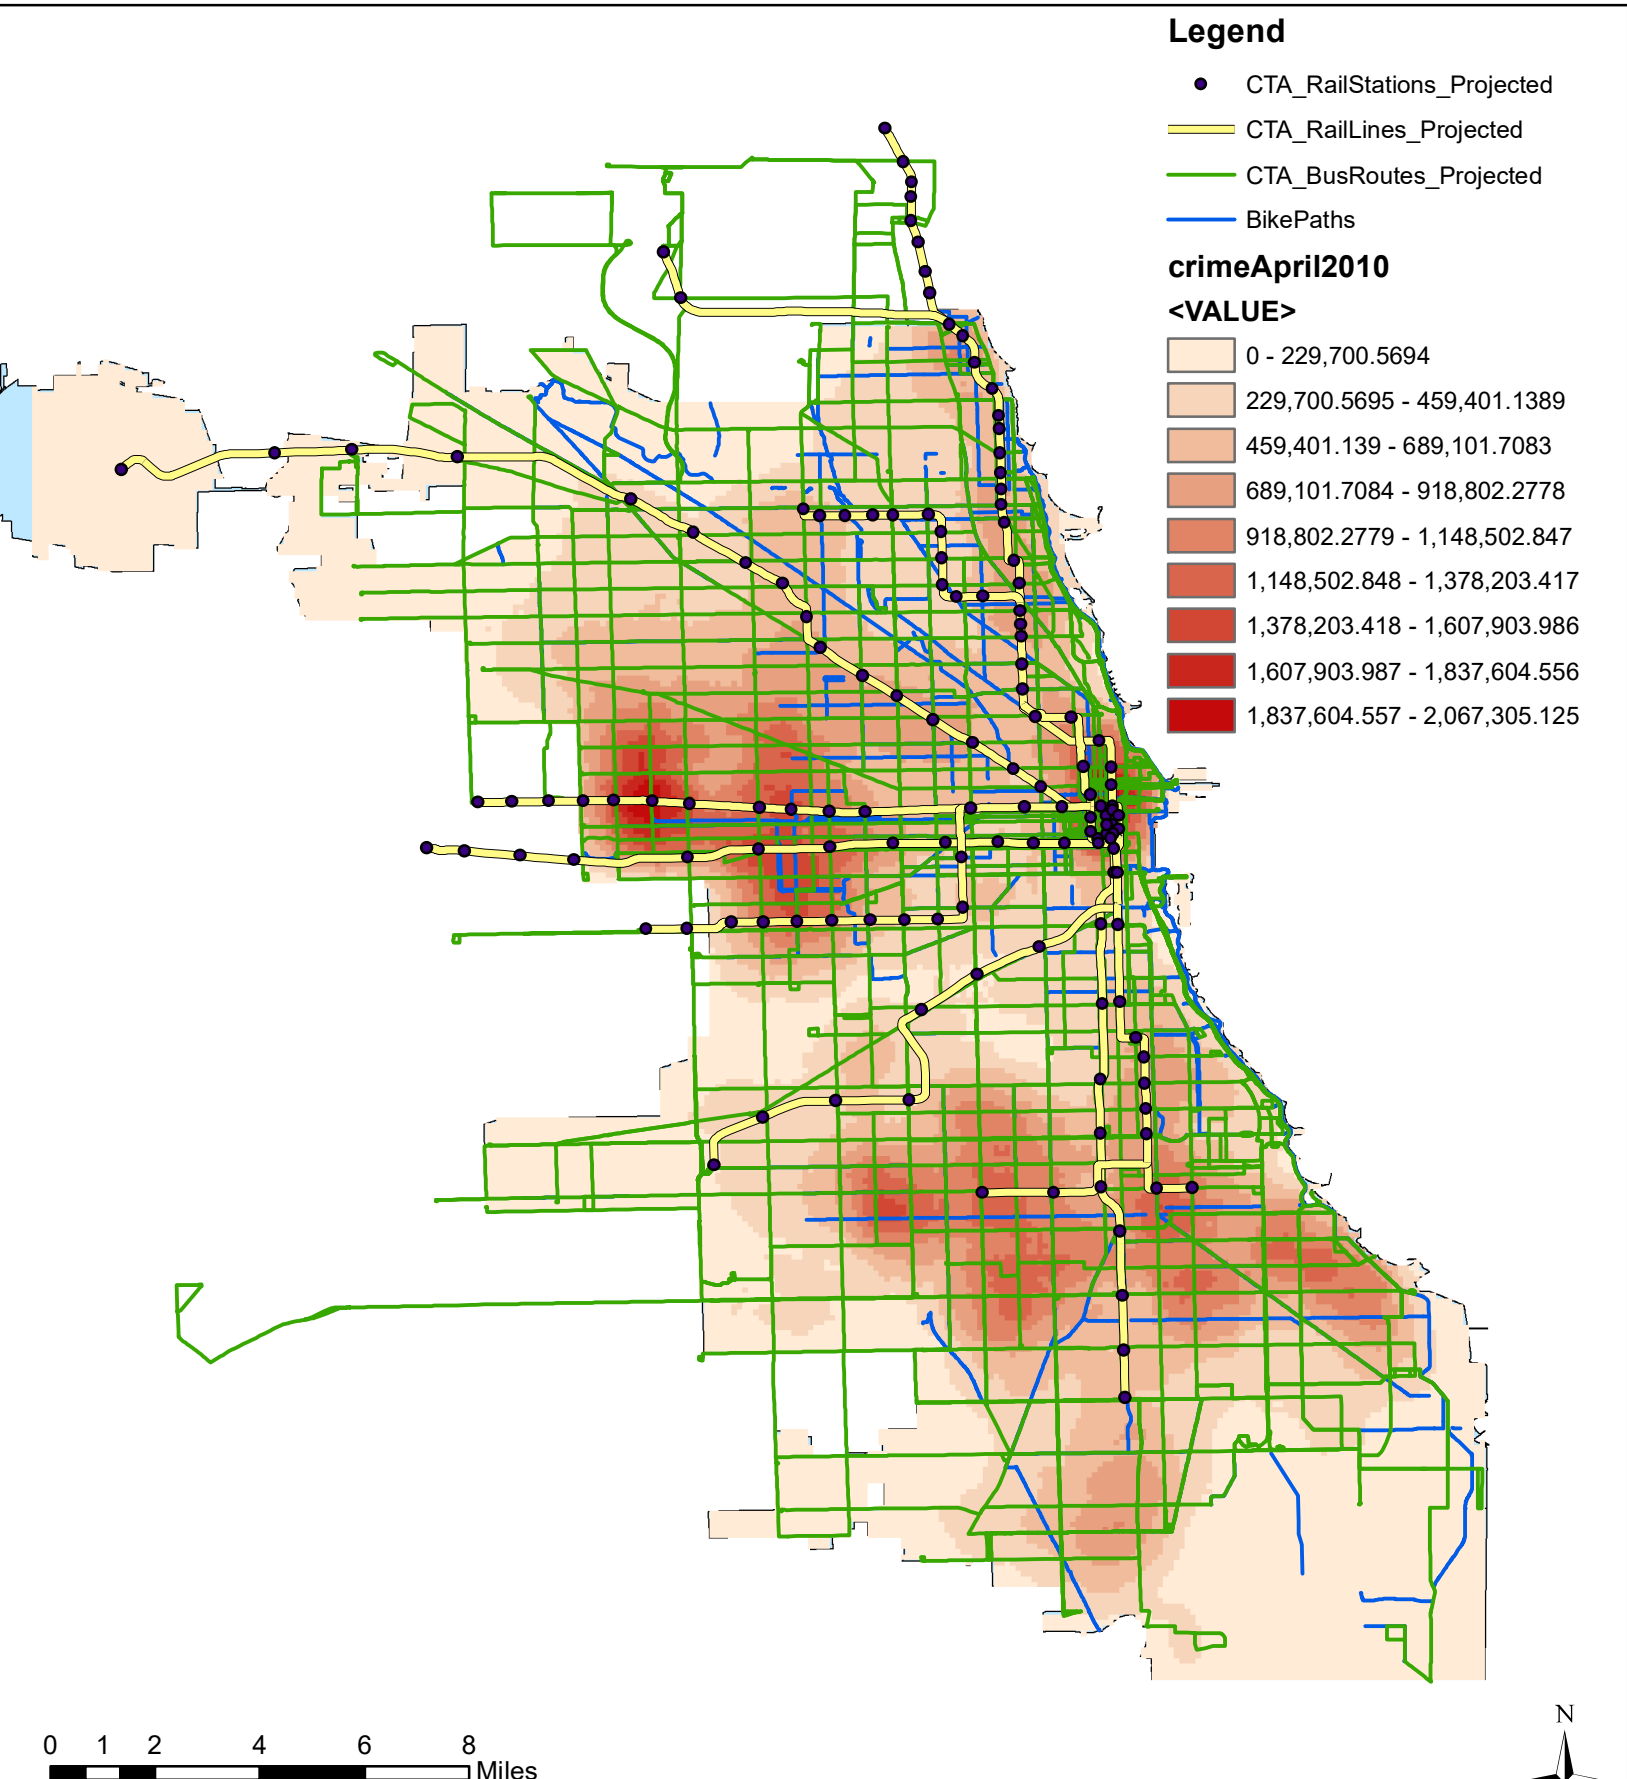 Legend
CTA_RailStations_Projected
CTA_RailLines_Projected
CTA_BusRoutes_Projected
BikePaths
crimeApril2010
<VALUE>
0 - 229,700.5694
229,700.5695 - 459,401.1389
459,401.139 - 689,101.7083
689,101.7084 - 918,802.2778
918,802.2779 - 1,148,502.847
1,148,502.848 - 1,378,203.417
1,378,203.418 - 1,607,903.986
1,607,903.987 - 1,837,604.556
1,837,604.557 - 2,067,305.125
N
0 1 2 4 6 8
Miles